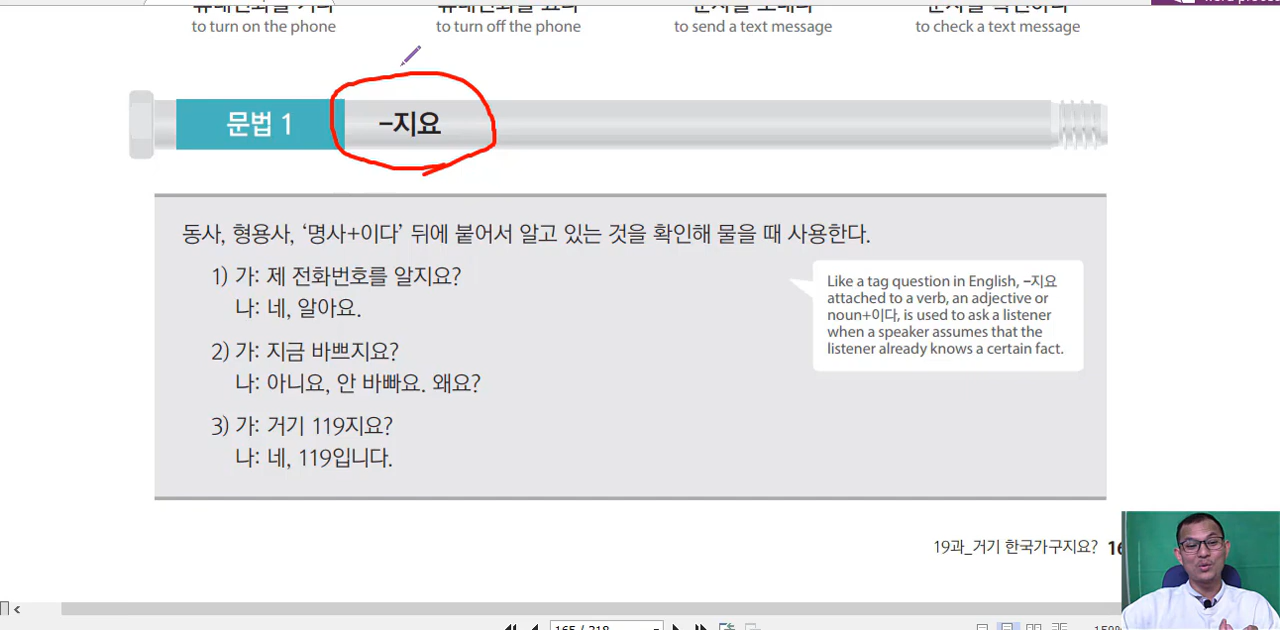 to turn on the phone
to turn off the phone
to send a text message
to check a text message
문법 1
-지요
동사, 형용사, ‘명사+이다’ 뒤에 붙어서 알고 있는 것을 확인해 물을 때 사용한다.
1) 가: 제 전화번호를 알지요?
나: 네, 알아요.
2) 가: 지금 바쁘지요?
나: 아니요, 안 바빠요. 왜요?
3) 가: 거기 119지요?
나: 네, 119입니다.
Like a tag question in English, -지요
attached to a verb, an adjective or
noun+이다, is used to ask a listener
when a speaker assumes that the
listener already knows a certain fact.
19과_거기 한국가구지요?